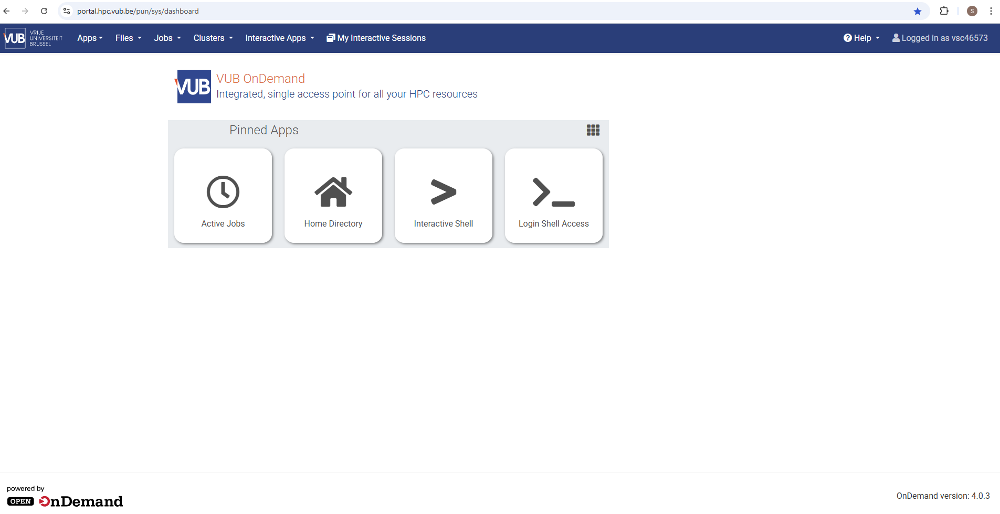 portal.hpc.vub.be/pun/sys/dashboard
S
VUB
VRIJE
UNIVERSITEIT
BRUSSEL
Apps
Files
Jobs
Clusters
Interactive Apps
My Interactive Sessions
? Help
Logged in as vsc46573
VUB
VUB OnDemand
Integrated, single access point for all your HPC resources
Pinned Apps
Active Jobs
Home Directory
>
Interactive Shell
>_
Login Shell Access
powered by
OPEN OnDemand
OnDemand version: 4.0.3